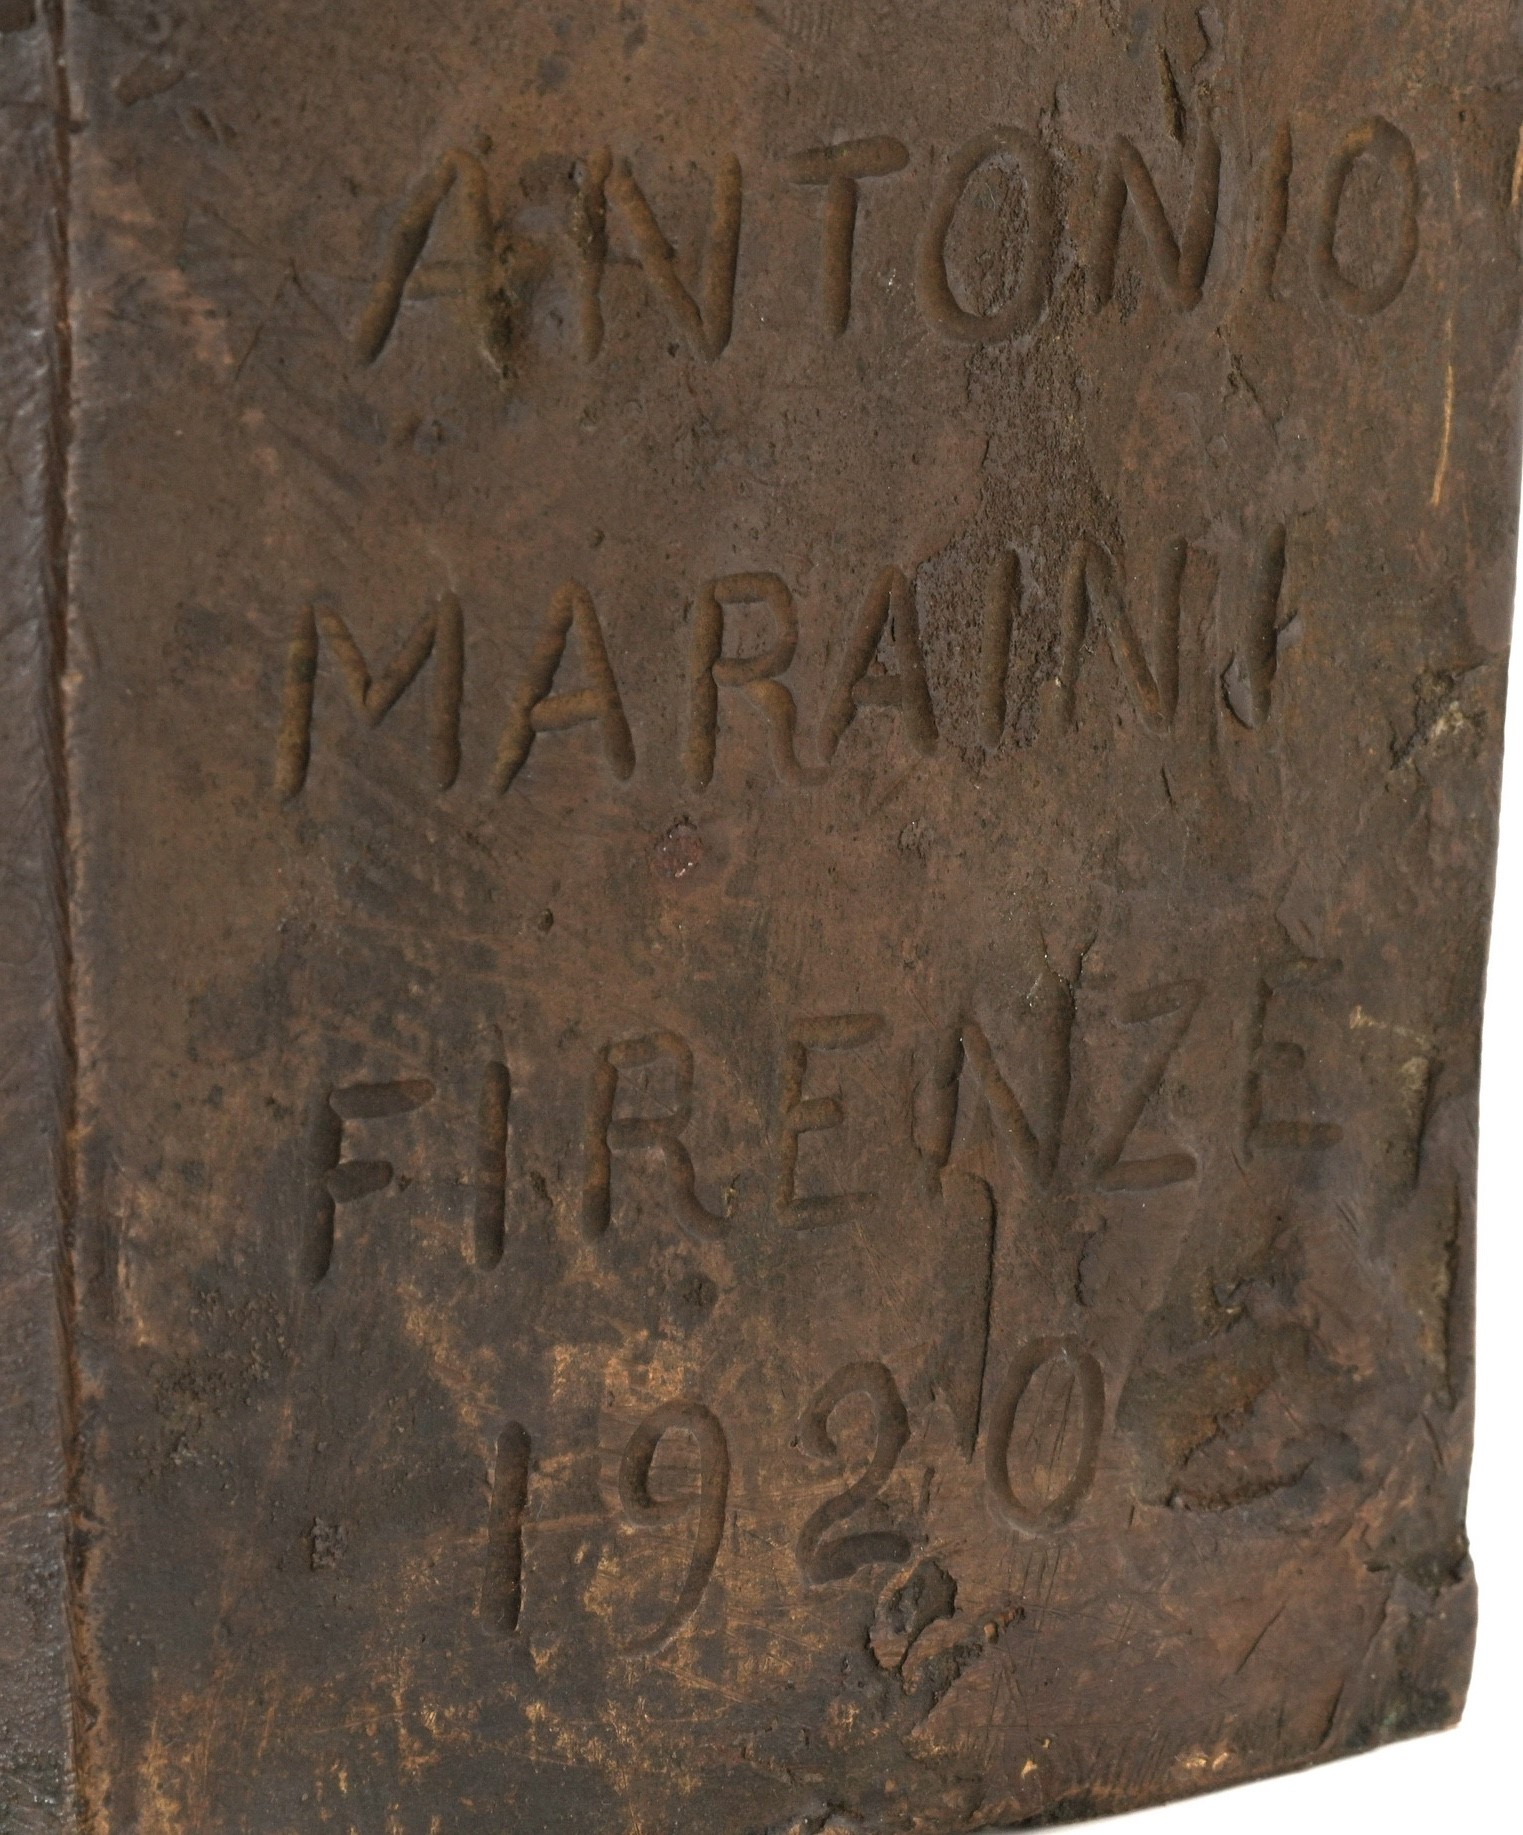 ANTONIO
MARAINI
FIRENZE
1920